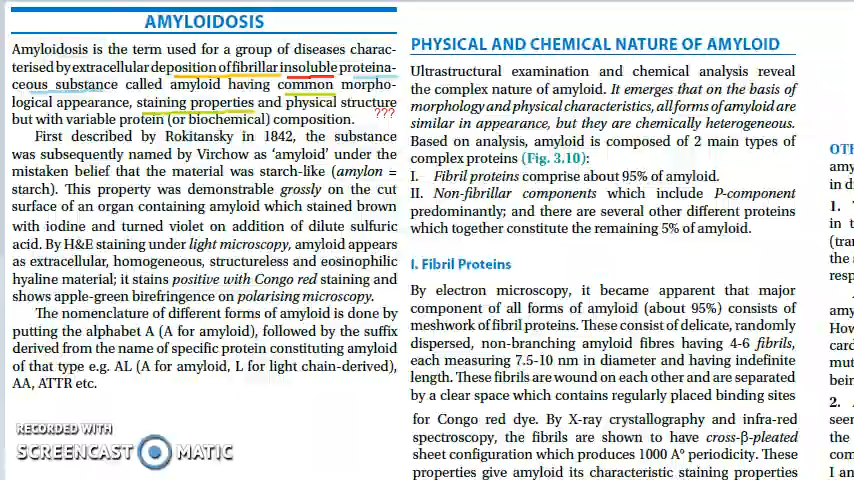 AMYLOIDOSIS
Amyloidosis is the term used for a group of diseases charac-
terised by extracellular deposition of fibrillar insoluble proteina-
ceous substance called amyloid having common morpho-
logical appearance, staining properties and physical structure
but with variable protein (or biochemical) composition.
???
First described by Rokitansky in 1842, the substance
was subsequently named by Virchow as ‘amyloid’ under the
mistaken belief that the material was starch-like (amylon =
starch). This property was demonstrable grossly on the cut
surface of an organ containing amyloid which stained brown
with iodine and turned violet on addition of dilute sulfuric
acid. By H&E staining under light microscopy, amyloid appears
as extracellular, homogeneous, structureless and eosinophilic
hyaline material; it stains positive with Congo red staining and
shows apple-green birefringence on polarising microscopy.
The nomenclature of different forms of amyloid is done by
putting the alphabet A (A for amyloid), followed by the suffix
derived from the name of specific protein constituting amyloid
of that type e.g. AL (A for amyloid, L for light chain-derived),
AA, ATTR etc.
RECORDED WITH
SCREENCAST MATIC
PHYSICAL AND CHEMICAL NATURE OF AMYLOID
Ultrastructural examination and chemical analysis reveal
the complex nature of amyloid. It emerges that on the basis of
morphology and physical characteristics, all forms of amyloid are
similar in appearance, but they are chemically heterogeneous.
Based on analysis, amyloid is composed of 2 main types of
complex proteins (Fig. 3.10):
I. Fibril proteins comprise about 95% of amyloid.
II. Non-fibrillar components which include P-component
predominantly; and there are several other different proteins
which together constitute the remaining 5% of amyloid.
I. Fibril Proteins
By electron microscopy, it became apparent that major
component of all forms of amyloid (about 95%) consists of
meshwork of fibril proteins. These consist of delicate, randomly
dispersed, non-branching amyloid fibres having 4-6 fibrils,
each measuring 7.5-10 nm in diameter and having indefinite
length. These fibrils are wound on each other and are separated
by a clear space which contains regularly placed binding sites
for Congo red dye. By X-ray crystallography and infra-red
spectroscopy, the fibrils are shown to have cross-β-pleated
sheet configuration which produces 1000 A° periodicity. These
properties give amyloid its characteristic staining properties
OTH
amy
in d
1.
in t
(tran
the
resp
amy
How
card
mut
bein
2.
seen
the
com
I an